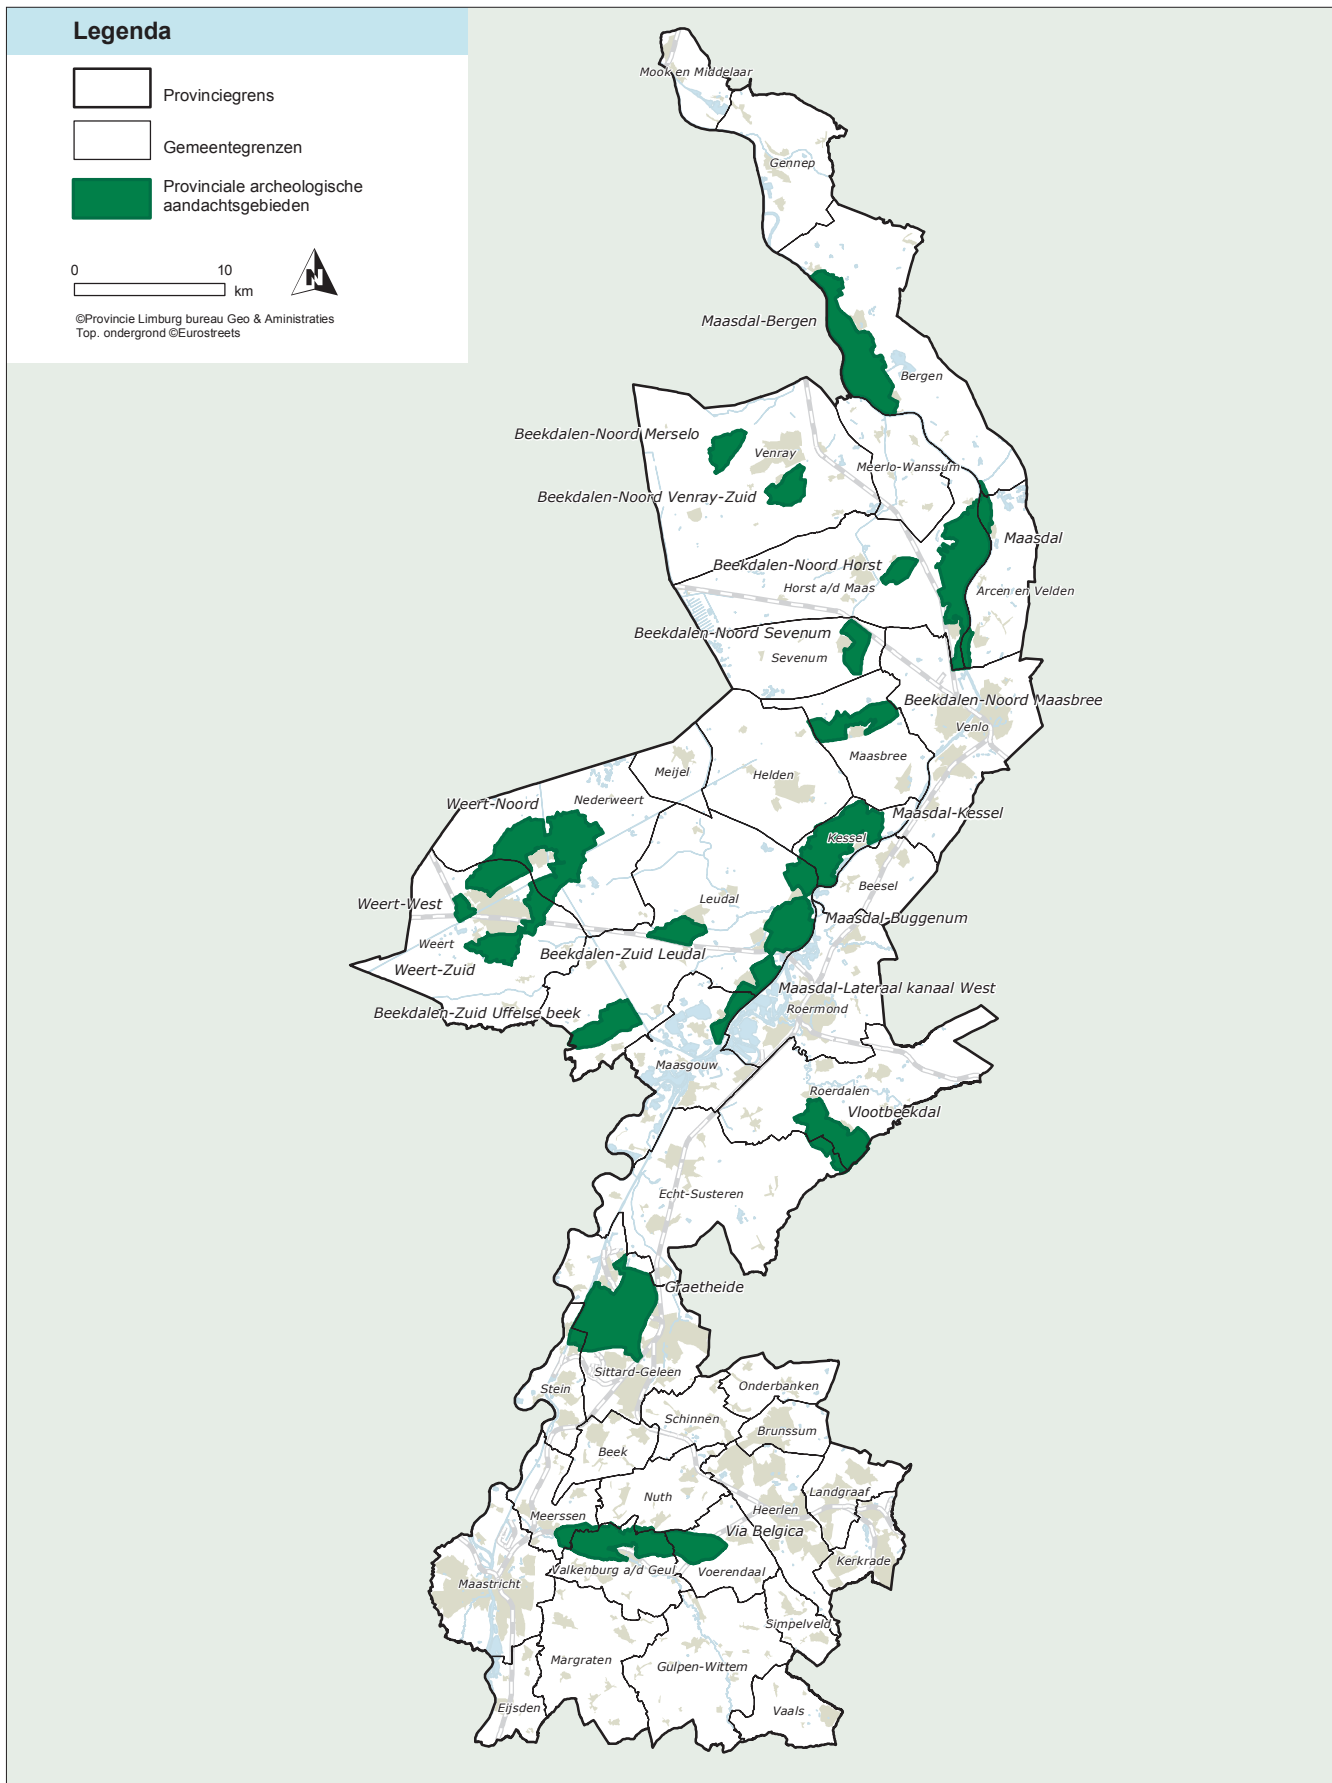 Legenda
Provinciegrens
Gemeentegrenzen
Provinciale archeologische
aandachtsgebieden
0 10
km
N
©Provincie Limburg bureau Geo & Aministraties
Top. ondergrond ©Eurostreets
Mook en Middelaar
Gennep
Maasdal-Bergen
Bergen
Beekdalen-Noord Merselo
Venray
Meerlo-Wanssum
Beekdalen-Noord Venray-Zuid
Maasdal
Beekdalen-Noord Horst
Horst a/d Maas
Arcen en Velden
Beekdalen-Noord Sevenum
Sevenum
Beekdalen-Noord Maasbree
Venlo
Maasbree
Meijel
Helden
Weert-Noord
Nederweert
Maasdal-Kessel
Kessel
Beesel
Leudal
Weert-West
Maasdal-Buggenum
Weert
Beekdalen-Zuid Leudal
Weert-Zuid
Maasdal-Lateraal kanaal West
Roermond
Beekdalen-Zuid Uffelse beek
Maasgouw
Roerdalen
Vlootbeekdal
Echt-Susteren
Graetheide
Sittard-Geleen
Stein
Onderbanken
Schinnen
Brunssum
Beek
Landgraaf
Nuth
Heerlen
Meerssen
Via Belgica
Kerkrade
Valkenburg a/d Geul
Voerendaal
Maastricht
Simpelveld
Margraten
Gulpen-Wittem
Eijsden
Vaals